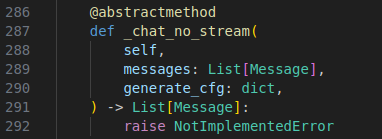 286 @abstractmethod
287 def _chat_no_stream(
288 self,
289 messages: List[Message],
290 generate_cfg: dict,
291 ) -> List[Message]:
292 raise NotImplementedError